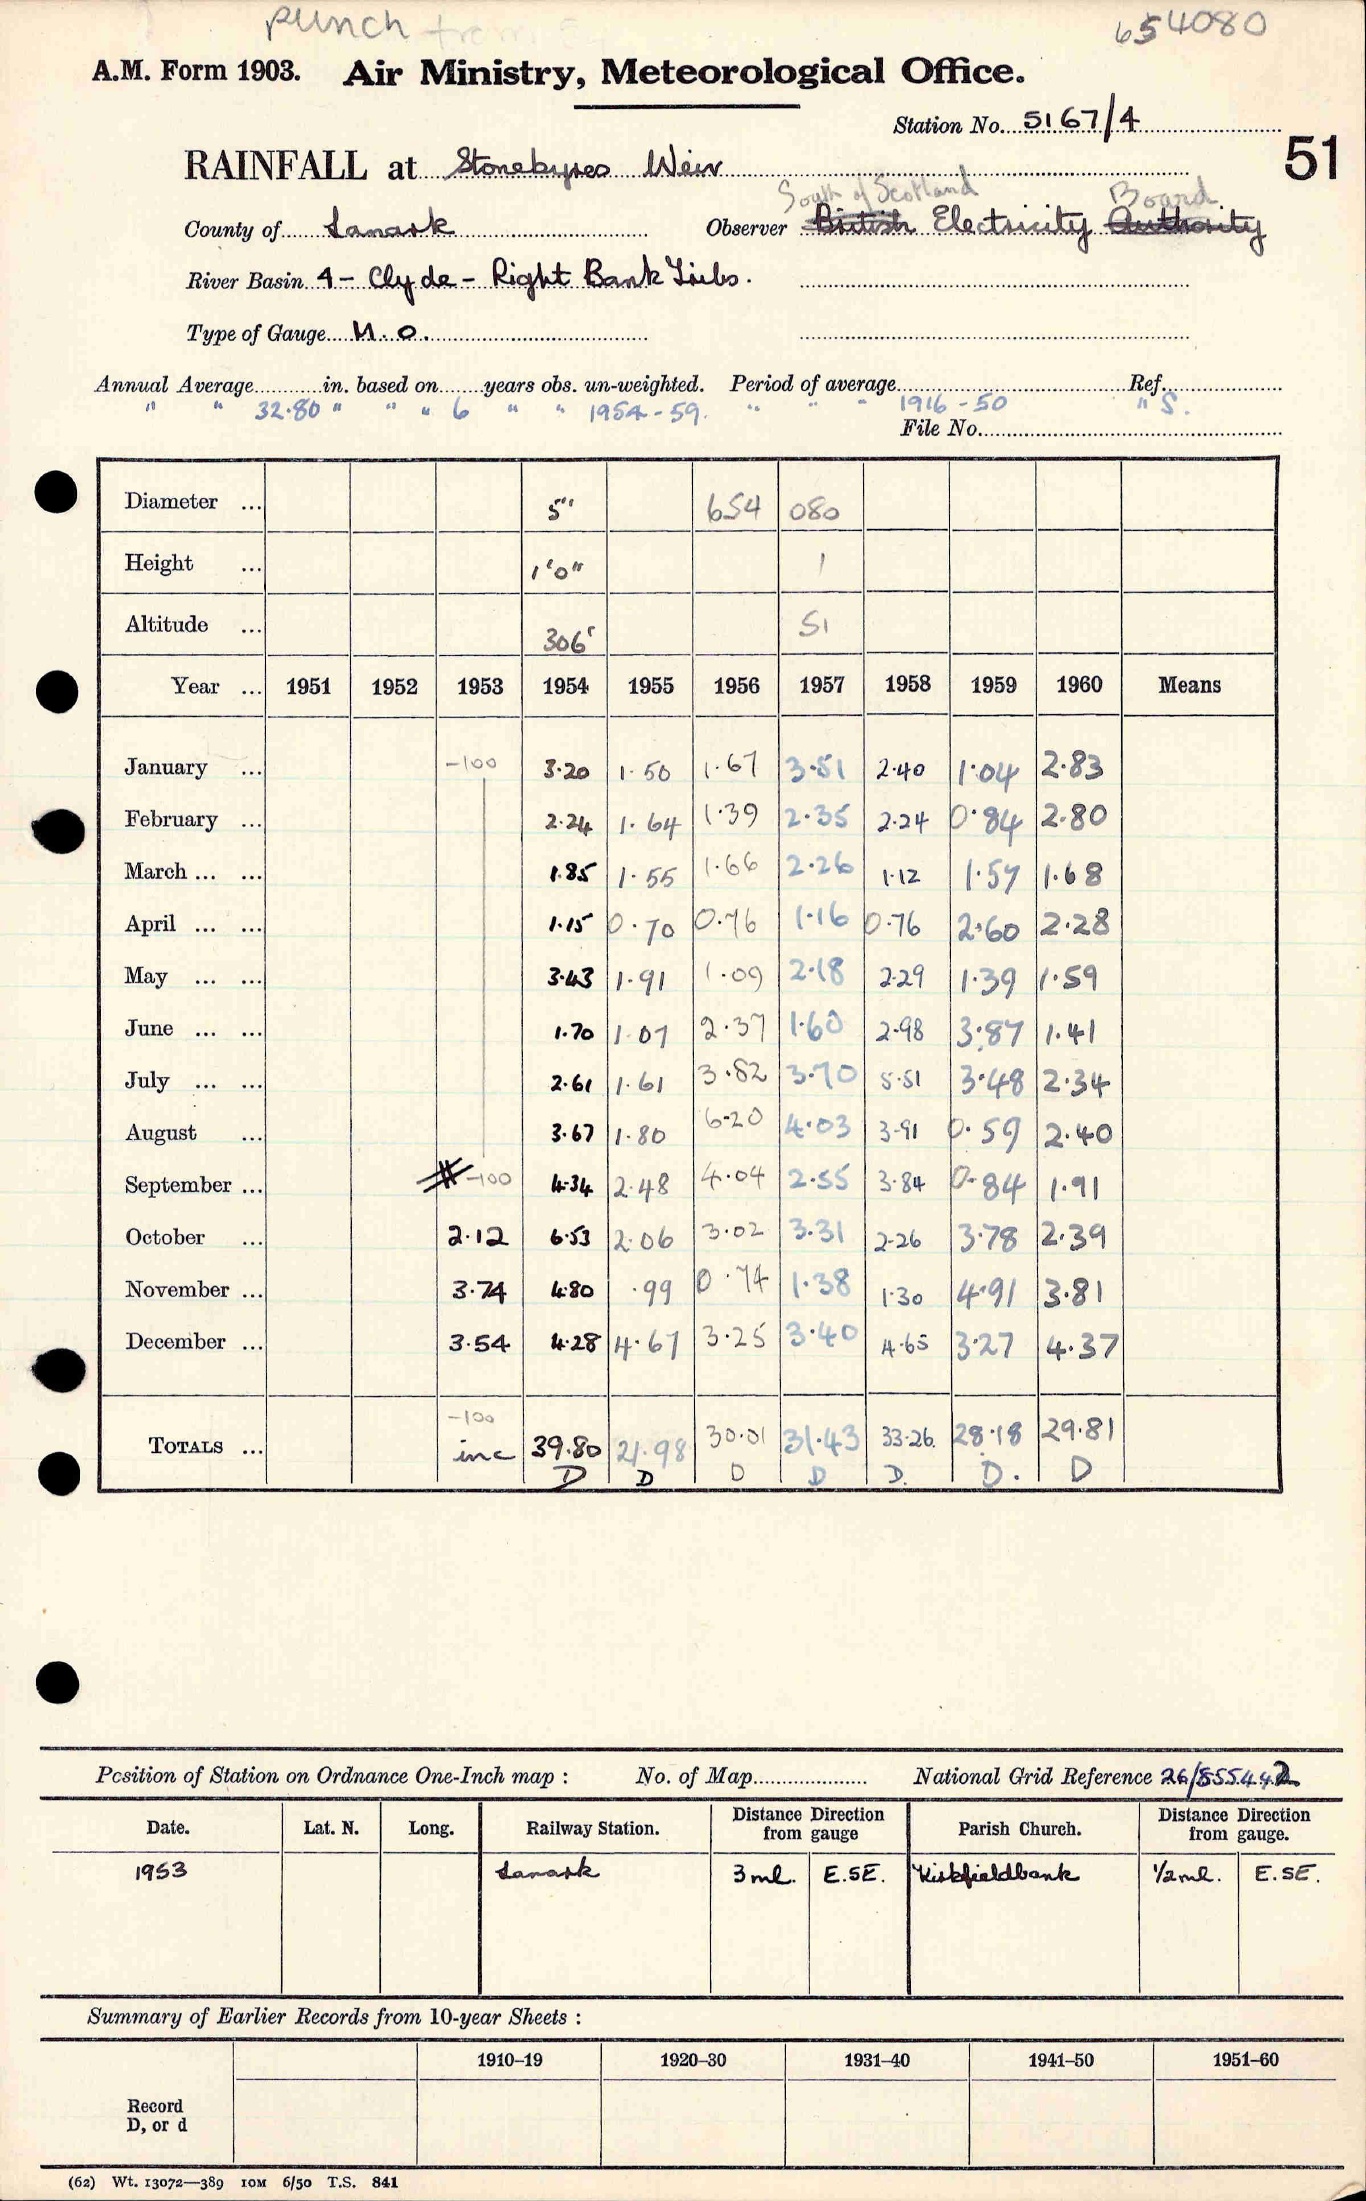 punch
654080
A.M. Form 1903. Air Ministry, Meteorological Office.
Station No. 5167/4
51
RAINFALL at Stonebyres Weir
South of Scotland Board
County of Lanark Observer British Electricity Authority
River Basin 4 - Clyde - Right Bank Tribs.
Type of Gauge M.O.
Annual Average in. based on years obs. un-weighted. Period of average Ref.
" " 32.80 " " " 6 " " 1954-59. " " " 1916-50 " S.
File No.
Diameter ... 5" 654 080
Height ... 1'0" 1
Altitude ... 306' 51
Year ... 1951 1952 1953 1954 1955 1956 1957 1958 1959 1960 Means
January ... -100 3.20 1.50 1.67 3.51 2.40 1.04 2.83
February ... 2.24 1.64 1.39 2.35 2.24 0.84 2.80
March ... ... 1.85 1.55 1.66 2.26 1.12 1.57 1.68
April ... ... 1.15 0.70 0.76 1.16 0.76 2.60 2.28
May ... ... 3.43 1.91 1.09 2.18 2.29 1.39 1.59
June ... ... 1.70 1.07 2.37 1.60 2.98 3.87 1.41
July ... ... 2.61 1.61 3.82 3.70 5.51 3.48 2.34
August ... 3.67 1.80 6.20 4.03 3.91 0.59 2.40
September ... # -100 4.34 2.48 4.04 2.55 3.84 0.84 1.91
October ... 2.12 6.53 2.06 3.02 3.31 2.26 3.78 2.39
November ... 3.74 4.80 .99 0.74 1.38 1.30 4.91 3.81
December ... 3.54 4.28 4.67 3.25 3.40 4.65 3.27 4.37
-100
TOTALS ... inc 39.80 21.98 30.01 31.43 33.26. 28.18 29.81
D D D D D. D. D
Position of Station on Ordnance One-Inch map : No. of Map National Grid Reference 26/855442
Date. Lat. N. Long. Railway Station. Distance from Direction gauge Parish Church. Distance from Direction gauge.
1953 Lanark 3 ml. E.SE. Kirkfieldbank 1/2 ml. E.SE.
Summary of Earlier Records from 10-year Sheets :
1910-19 1920-30 1931-40 1941-50 1951-60
Record
D, or d
(62) Wt. 13072—389 10M 6/50 T.S. 841